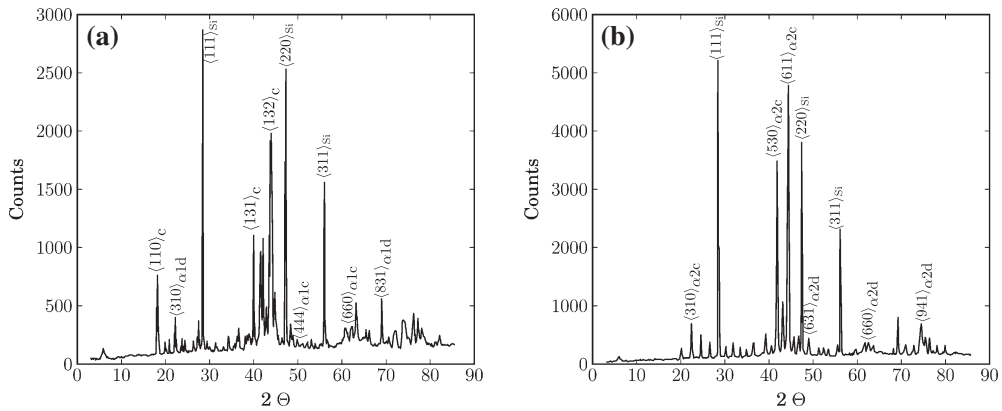 (a)
Counts
3000
2500
2000
1500
1000
500
0
⟨110⟩c
⟨310⟩α1d
⟨111⟩Si
⟨131⟩c
⟨132⟩c
⟨220⟩Si
⟨444⟩α1c
⟨311⟩Si
⟨660⟩α1c
⟨831⟩α1d
0 10 20 30 40 50 60 70 80 90
2 Θ
(b)
Counts
6000
5000
4000
3000
2000
1000
0
⟨310⟩α2c
⟨111⟩Si
⟨530⟩α2c
⟨611⟩α2c
⟨220⟩Si
⟨631⟩α2d
⟨311⟩Si
⟨660⟩α2d
⟨941⟩α2d
0 10 20 30 40 50 60 70 80 90
2 Θ